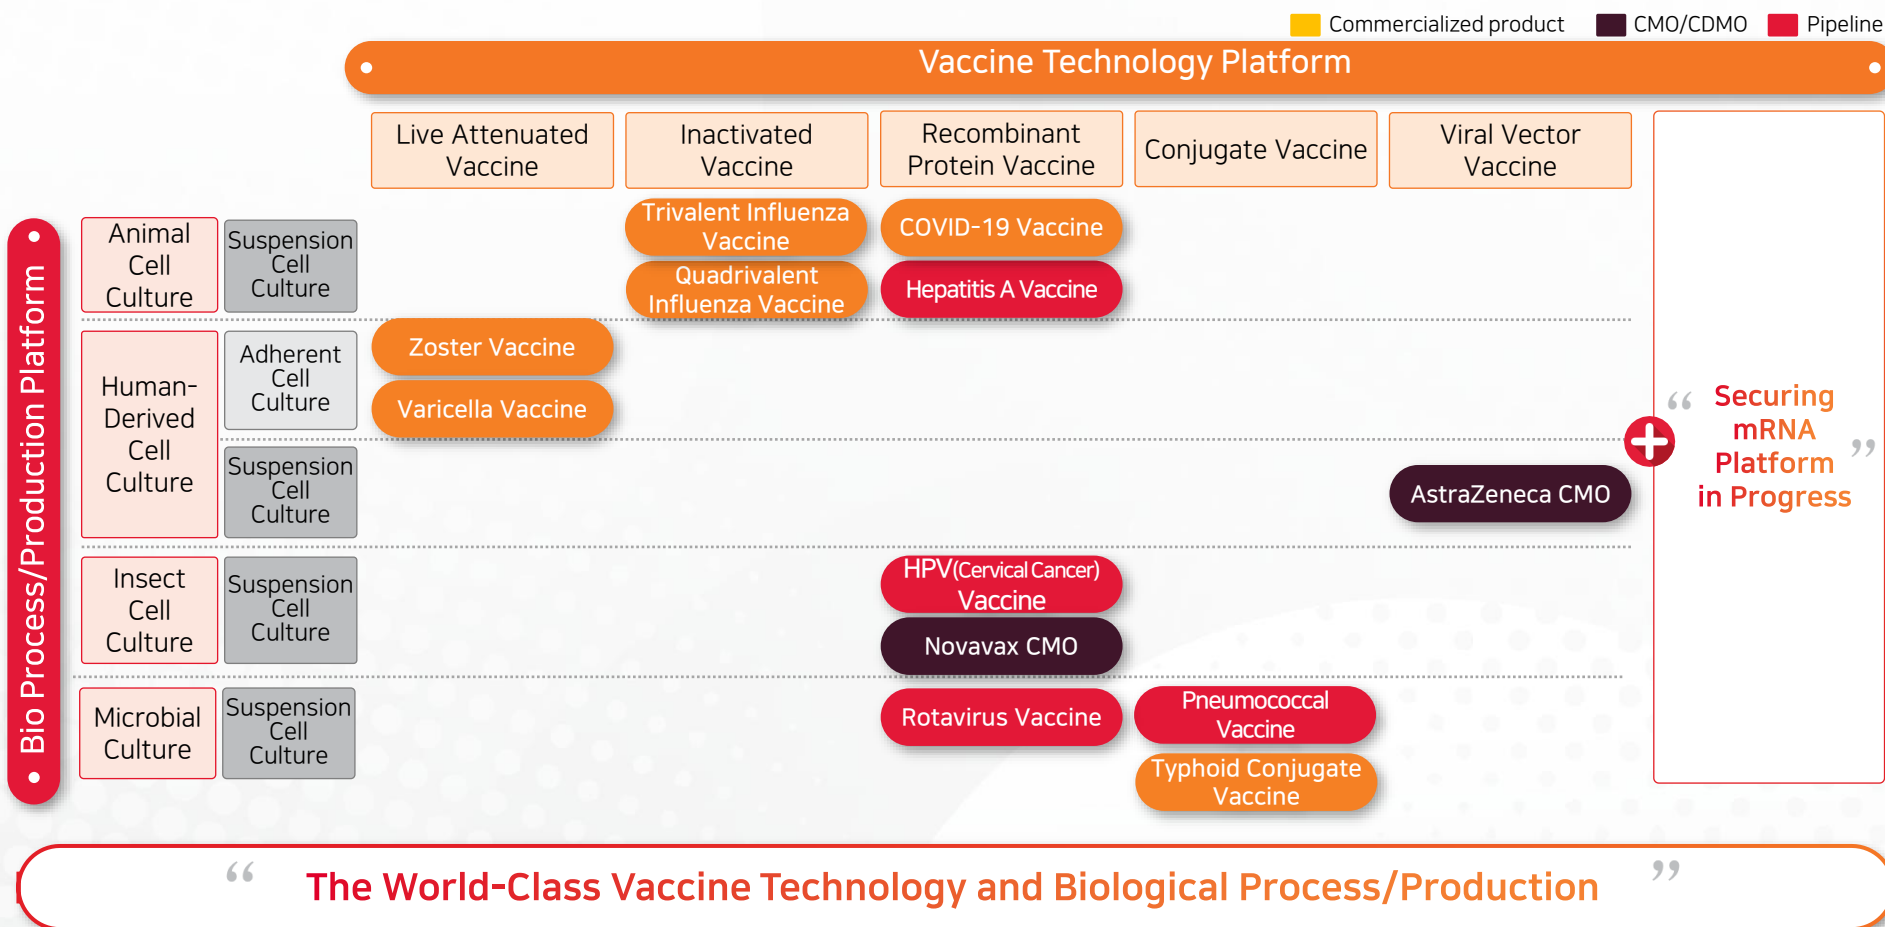 Commercialized product
CMO/CDMO
Pipeline
Vaccine Technology Platform
Live Attenuated
Vaccine
Inactivated
Vaccine
Recombinant
Protein Vaccine
Conjugate Vaccine
Viral Vector
Vaccine
Bio Process/Production Platform
Animal
Cell
Culture
Suspension
Cell
Culture
Trivalent Influenza
Vaccine
Quadrivalent
Influenza Vaccine
COVID-19 Vaccine
Hepatitis A Vaccine
Human-
Derived
Cell
Culture
Adherent
Cell
Culture
Zoster Vaccine
Varicella Vaccine
Suspension
Cell
Culture
AstraZeneca CMO
Insect
Cell
Culture
Suspension
Cell
Culture
HPV(Cervical Cancer)
Vaccine
Novavax CMO
Microbial
Culture
Suspension
Cell
Culture
Rotavirus Vaccine
Pneumococcal
Vaccine
Typhoid Conjugate
Vaccine
“ Securing
mRNA
Platform ”
in Progress
“ The World-Class Vaccine Technology and Biological Process/Production ”